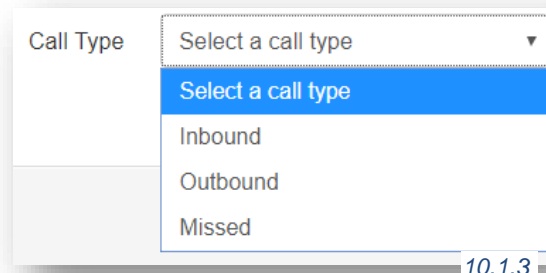 Call Type Select a call type ▼
Select a call type
Inbound
Outbound
Missed
10.1.3